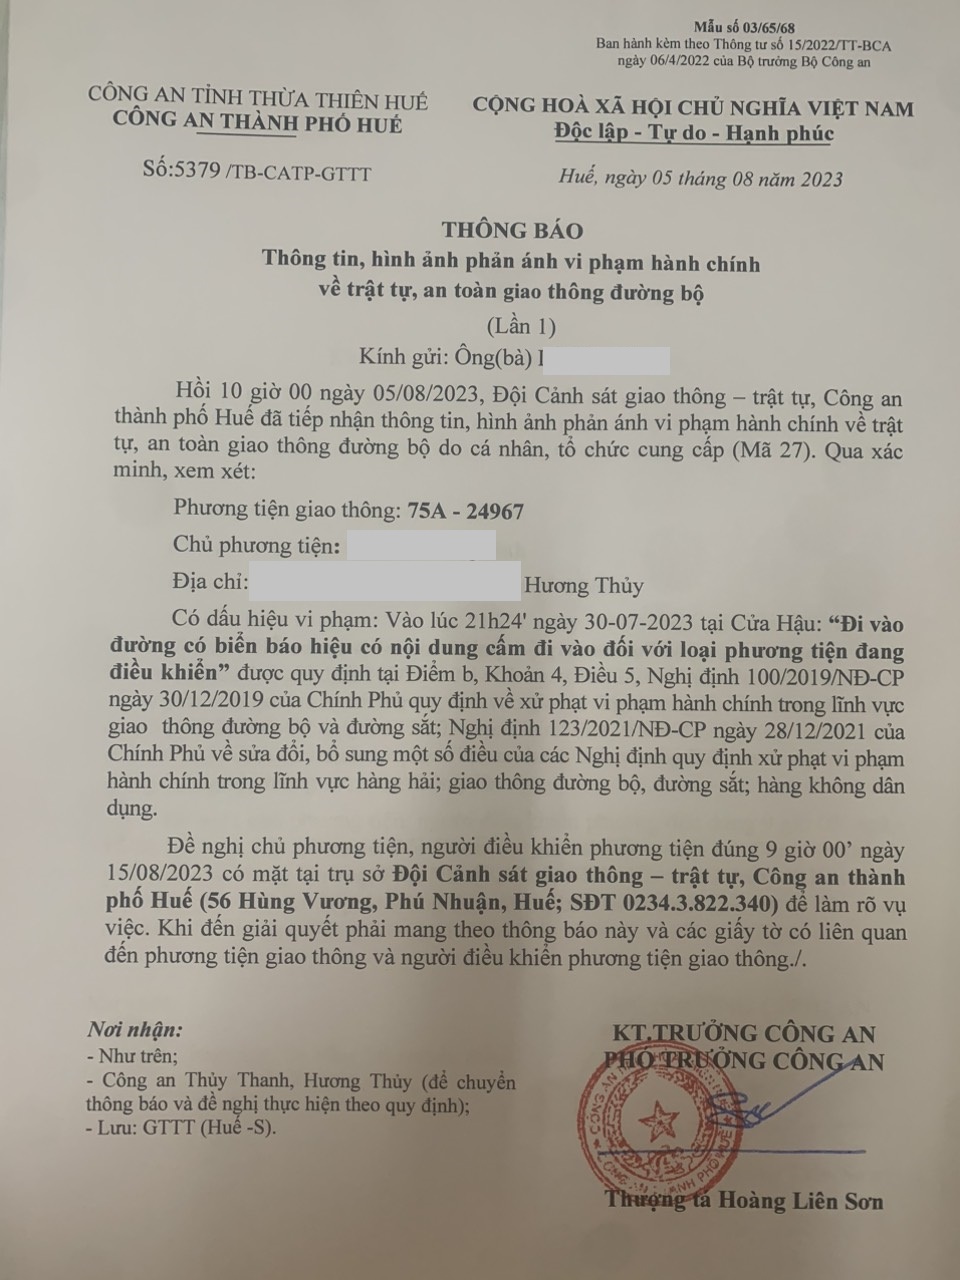 Mẫu số 03/65/68
Ban hành kèm theo Thông tư số 15/2022/TT-BCA
ngày 06/4/2022 của Bộ trưởng Bộ Công an
CÔNG AN TỈNH THỪA THIÊN HUẾ
CÔNG AN THÀNH PHỐ HUẾ
CỘNG HOÀ XÃ HỘI CHỦ NGHĨA VIỆT NAM
Độc lập - Tự do - Hạnh phúc
Số:5379 /TB-CATP-GTTT
Huế, ngày 05 tháng 08 năm 2023
THÔNG BÁO
Thông tin, hình ảnh phản ánh vi phạm hành chính
về trật tự, an toàn giao thông đường bộ
(Lần 1)
Kính gửi: Ông(bà)
Hồi 10 giờ 00 ngày 05/08/2023, Đội Cảnh sát giao thông – trật tự, Công an
thành phố Huế đã tiếp nhận thông tin, hình ảnh phản ánh vi phạm hành chính về trật
tự, an toàn giao thông đường bộ do cá nhân, tổ chức cung cấp (Mã 27). Qua xác
minh, xem xét:
Phương tiện giao thông: 75A - 24967
Chủ phương tiện:
Địa chỉ: Hương Thủy
Có dấu hiệu vi phạm: Vào lúc 21h24' ngày 30-07-2023 tại Cửa Hậu: “Đi vào
đường có biển báo hiệu có nội dung cấm đi vào đối với loại phương tiện đang
điều khiển” được quy định tại Điểm b, Khoản 4, Điều 5, Nghị định 100/2019/NĐ-CP
ngày 30/12/2019 của Chính Phủ quy định về xử phạt vi phạm hành chính trong lĩnh vực
giao thông đường bộ và đường sắt; Nghị định 123/2021/NĐ-CP ngày 28/12/2021 của
Chính Phủ về sửa đổi, bổ sung một số điều của các Nghị định quy định xử phạt vi phạm
hành chính trong lĩnh vực hàng hải; giao thông đường bộ, đường sắt; hàng không dân
dụng.
Đề nghị chủ phương tiện, người điều khiển phương tiện đúng 9 giờ 00’ ngày
15/08/2023 có mặt tại trụ sở Đội Cảnh sát giao thông – trật tự, Công an thành
phố Huế (56 Hùng Vương, Phú Nhuận, Huế; SĐT 0234.3.822.340) để làm rõ vụ
việc. Khi đến giải quyết phải mang theo thông báo này và các giấy tờ có liên quan
đến phương tiện giao thông và người điều khiển phương tiện giao thông./.
Nơi nhận:
- Như trên;
- Công an Thủy Thanh, Hương Thủy (để chuyển
thông báo và đề nghị thực hiện theo quy định);
- Lưu: GTTT (Huế -S).
KT.TRƯỞNG CÔNG AN
PHÓ TRƯỞNG CÔNG AN
Thượng tá Hoàng Liên Sơn